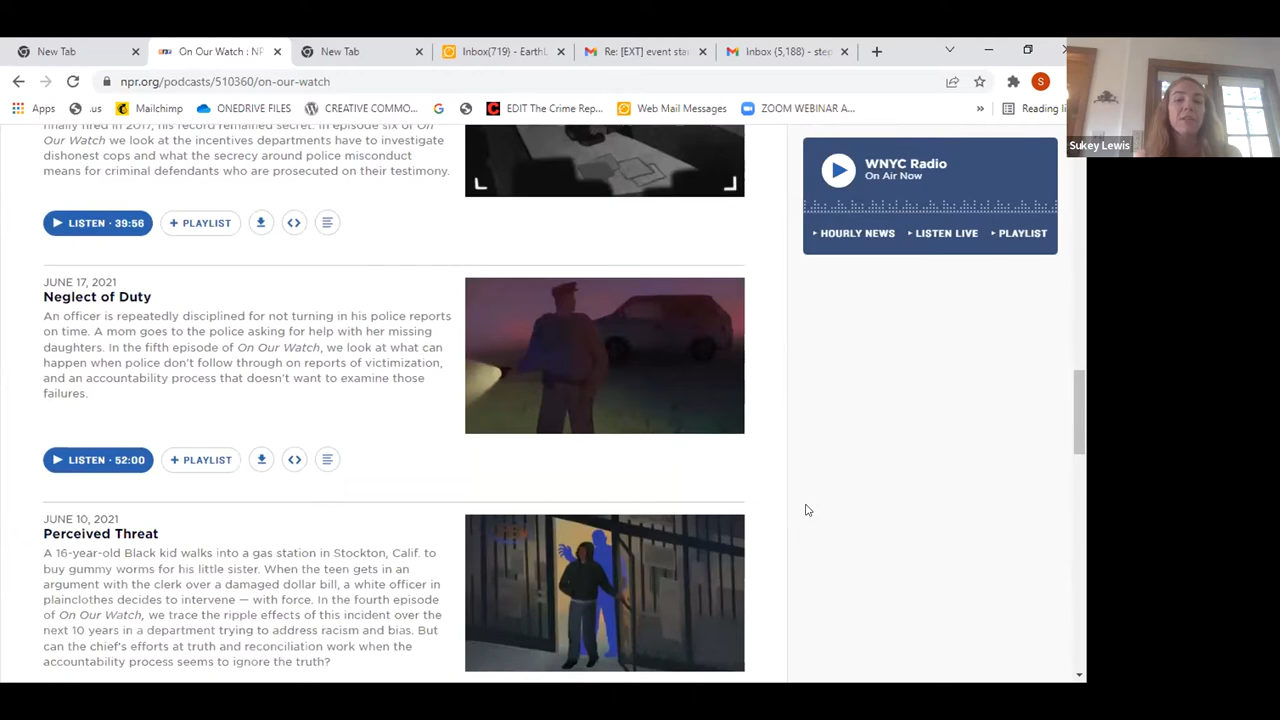 New Tab
On Our Watch : NP
New Tab
Inbox(719) - EarthL
Re: [EXT] event sta
Inbox (5,188) - step
npr.org/podcasts/510360/on-our-watch
S
Apps
.us
Mailchimp
ONEDRIVE FILES
CREATIVE COMMO...
EDIT The Crime Rep...
Web Mail Messages
ZOOM WEBINAR A...
»
Reading li
Sukey Lewis
finally fired in 2017, his record remained secret. In episode six of On
Our Watch we look at the incentives departments have to investigate
dishonest cops and what the secrecy around police misconduct
means for criminal defendants who are prosecuted on their testimony.
LISTEN · 39:56
+ PLAYLIST
WNYC Radio
On Air Now
HOURLY NEWS
LISTEN LIVE
PLAYLIST
JUNE 17, 2021
Neglect of Duty
An officer is repeatedly disciplined for not turning in his police reports
on time. A mom goes to the police asking for help with her missing
daughters. In the fifth episode of On Our Watch, we look at what can
happen when police don't follow through on reports of victimization,
and an accountability process that doesn't want to examine those
failures.
LISTEN · 52:00
+ PLAYLIST
JUNE 10, 2021
Perceived Threat
A 16-year-old Black kid walks into a gas station in Stockton, Calif. to
buy gummy worms for his little sister. When the teen gets in an
argument with the clerk over a damaged dollar bill, a white officer in
plainclothes decides to intervene — with force. In the fourth episode
of On Our Watch, we trace the ripple effects of this incident over the
next 10 years in a department trying to address racism and bias. But
can the chief's efforts at truth and reconciliation work when the
accountability process seems to ignore the truth?